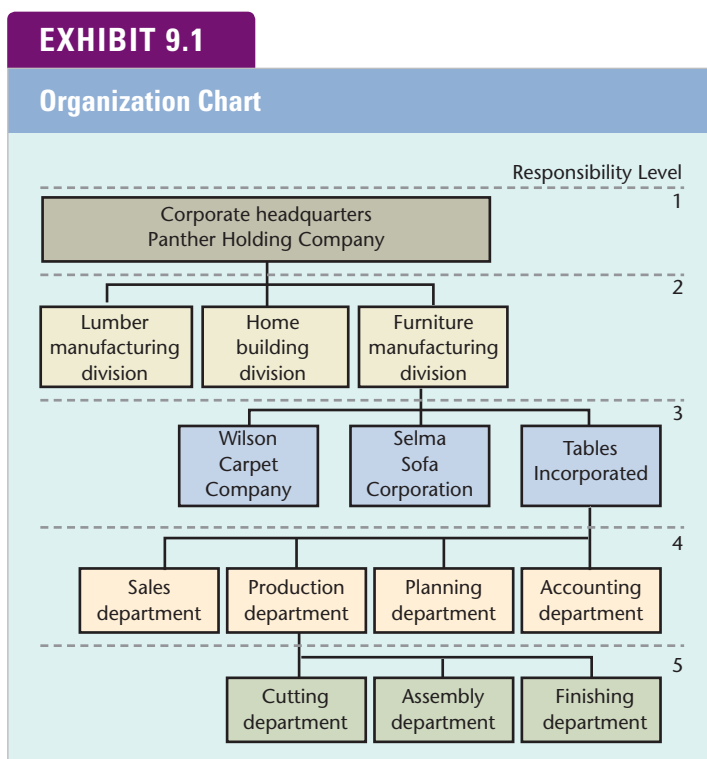 EXHIBIT 9.1
Organization Chart
Responsibility Level
1
Corporate headquarters
Panther Holding Company
2
Lumber
manufacturing
division
Home
building
division
Furniture
manufacturing
division
3
Wilson
Carpet
Company
Selma
Sofa
Corporation
Tables
Incorporated
4
Sales
department
Production
department
Planning
department
Accounting
department
5
Cutting
department
Assembly
department
Finishing
department